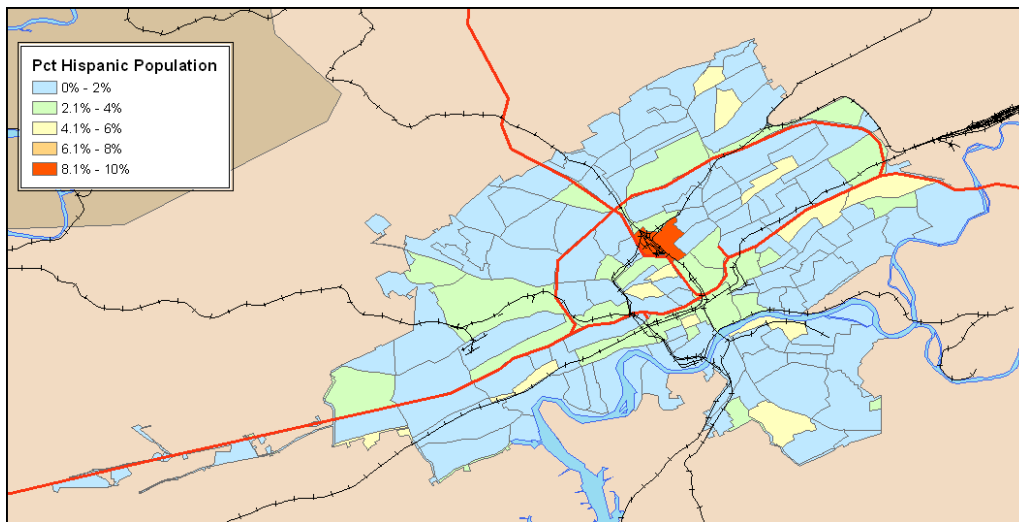 Pct Hispanic Population
0% - 2%
2.1% - 4%
4.1% - 6%
6.1% - 8%
8.1% - 10%